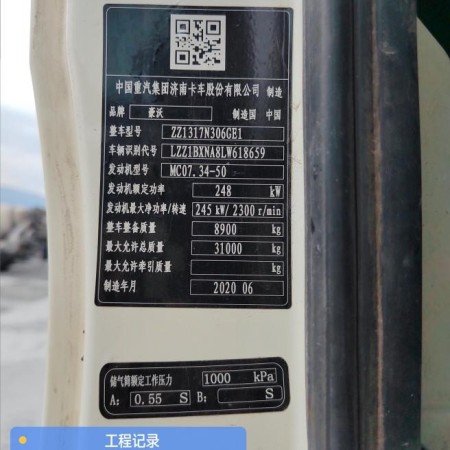 中国重汽集团济南卡车股份有限公司 制造
品牌 豪沃 制造国 中国
整车型号 ZZ1317N306GE1
车辆识别代号 LZZ1BXNA8LW618659
发动机型号 MC07.34-50
发动机额定功率 248 kW
发动机最大净功率/转速 245 kW/ 2300 r/min
整车整备质量 8900 kg
最大允许总质量 31000 kg
最大允许牵引质量 kg
制造年月 2020 06
储气筒额定工作压力 1000 kPa
A: 0.55 S B: S
工程记录